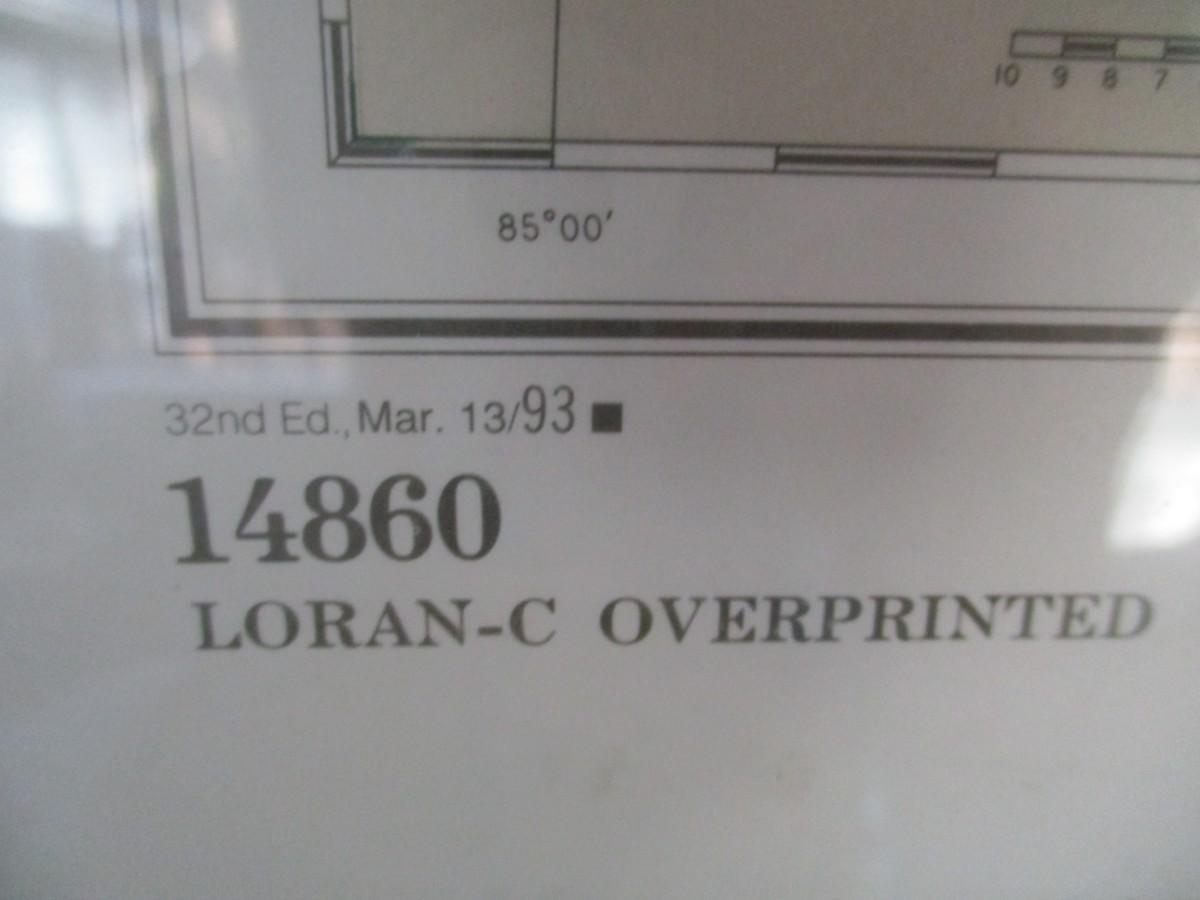 10 9 8 7
85°00′
32nd Ed., Mar. 13/93 ■
14860
LORAN-C OVERPRINTED